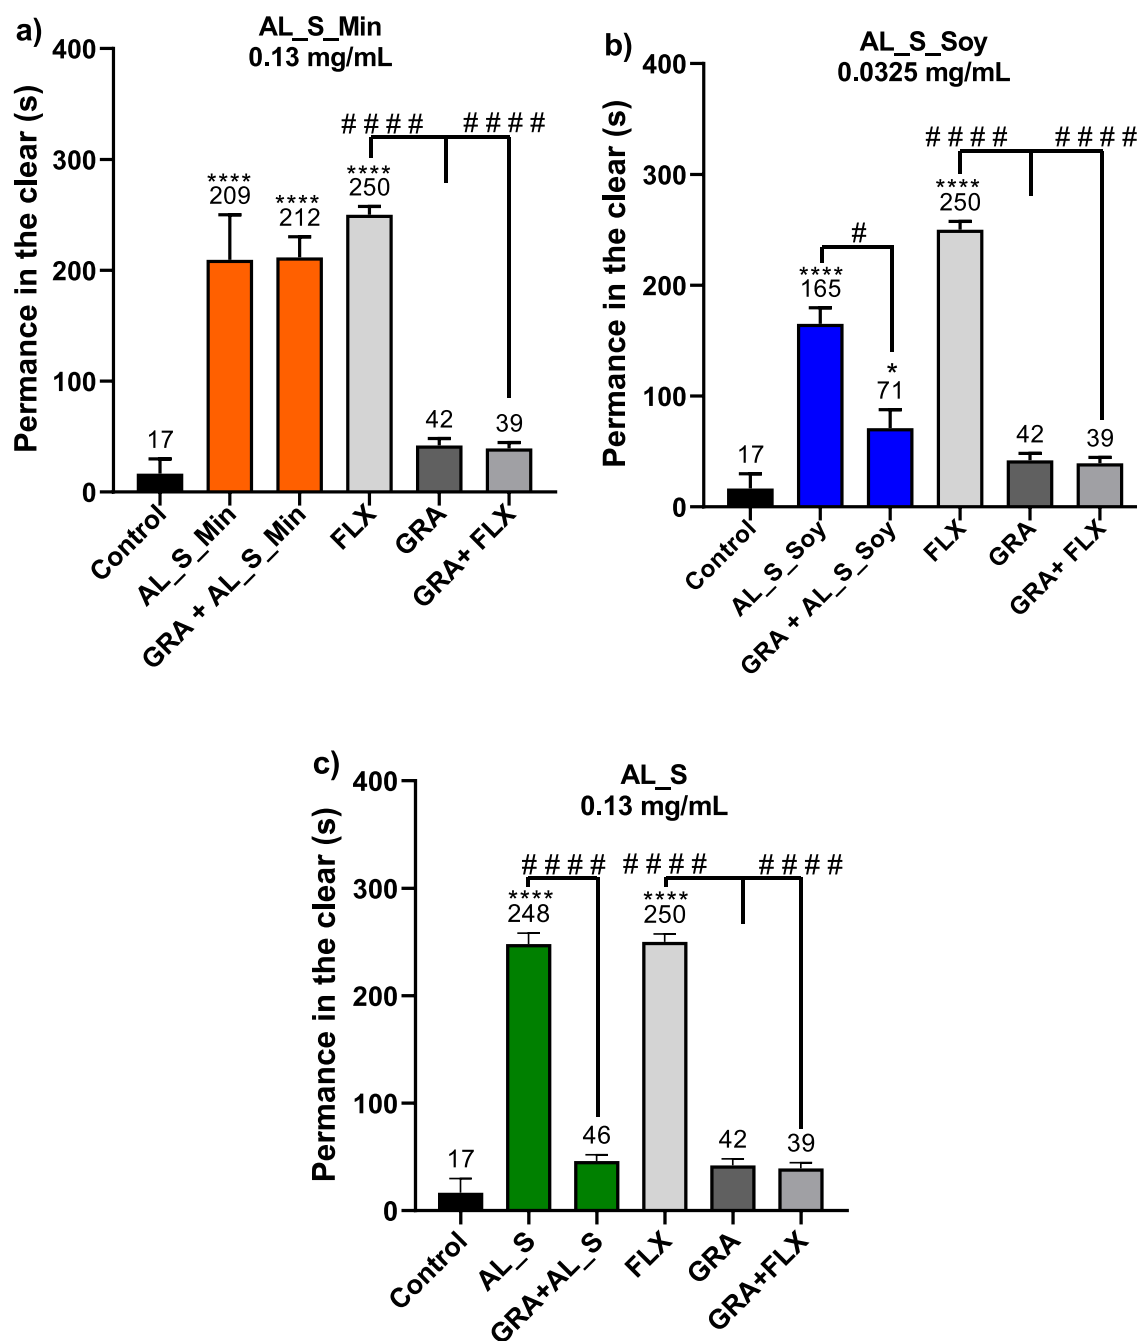 a)
AL_S_Min
0.13 mg/mL
Permance in the clear (s)
400
300
200
100
0
#### ####
17
****
209
****
212
****
250
42
39
Control
AL_S_Min
GRA + AL_S_Min
FLX
GRA
GRA+ FLX
b)
AL_S_Soy
0.0325 mg/mL
Permance in the clear (s)
400
300
200
100
0
#### ####
#
17
****
165
*
71
****
250
42
39
Control
AL_S_Soy
GRA + AL_S_Soy
FLX
GRA
GRA+ FLX
c)
AL_S
0.13 mg/mL
Permance in the clear (s)
400
300
200
100
0
#### #### ####
17
****
248
46
****
250
42
39
Control
AL_S
GRA+AL_S
FLX
GRA
GRA+FLX